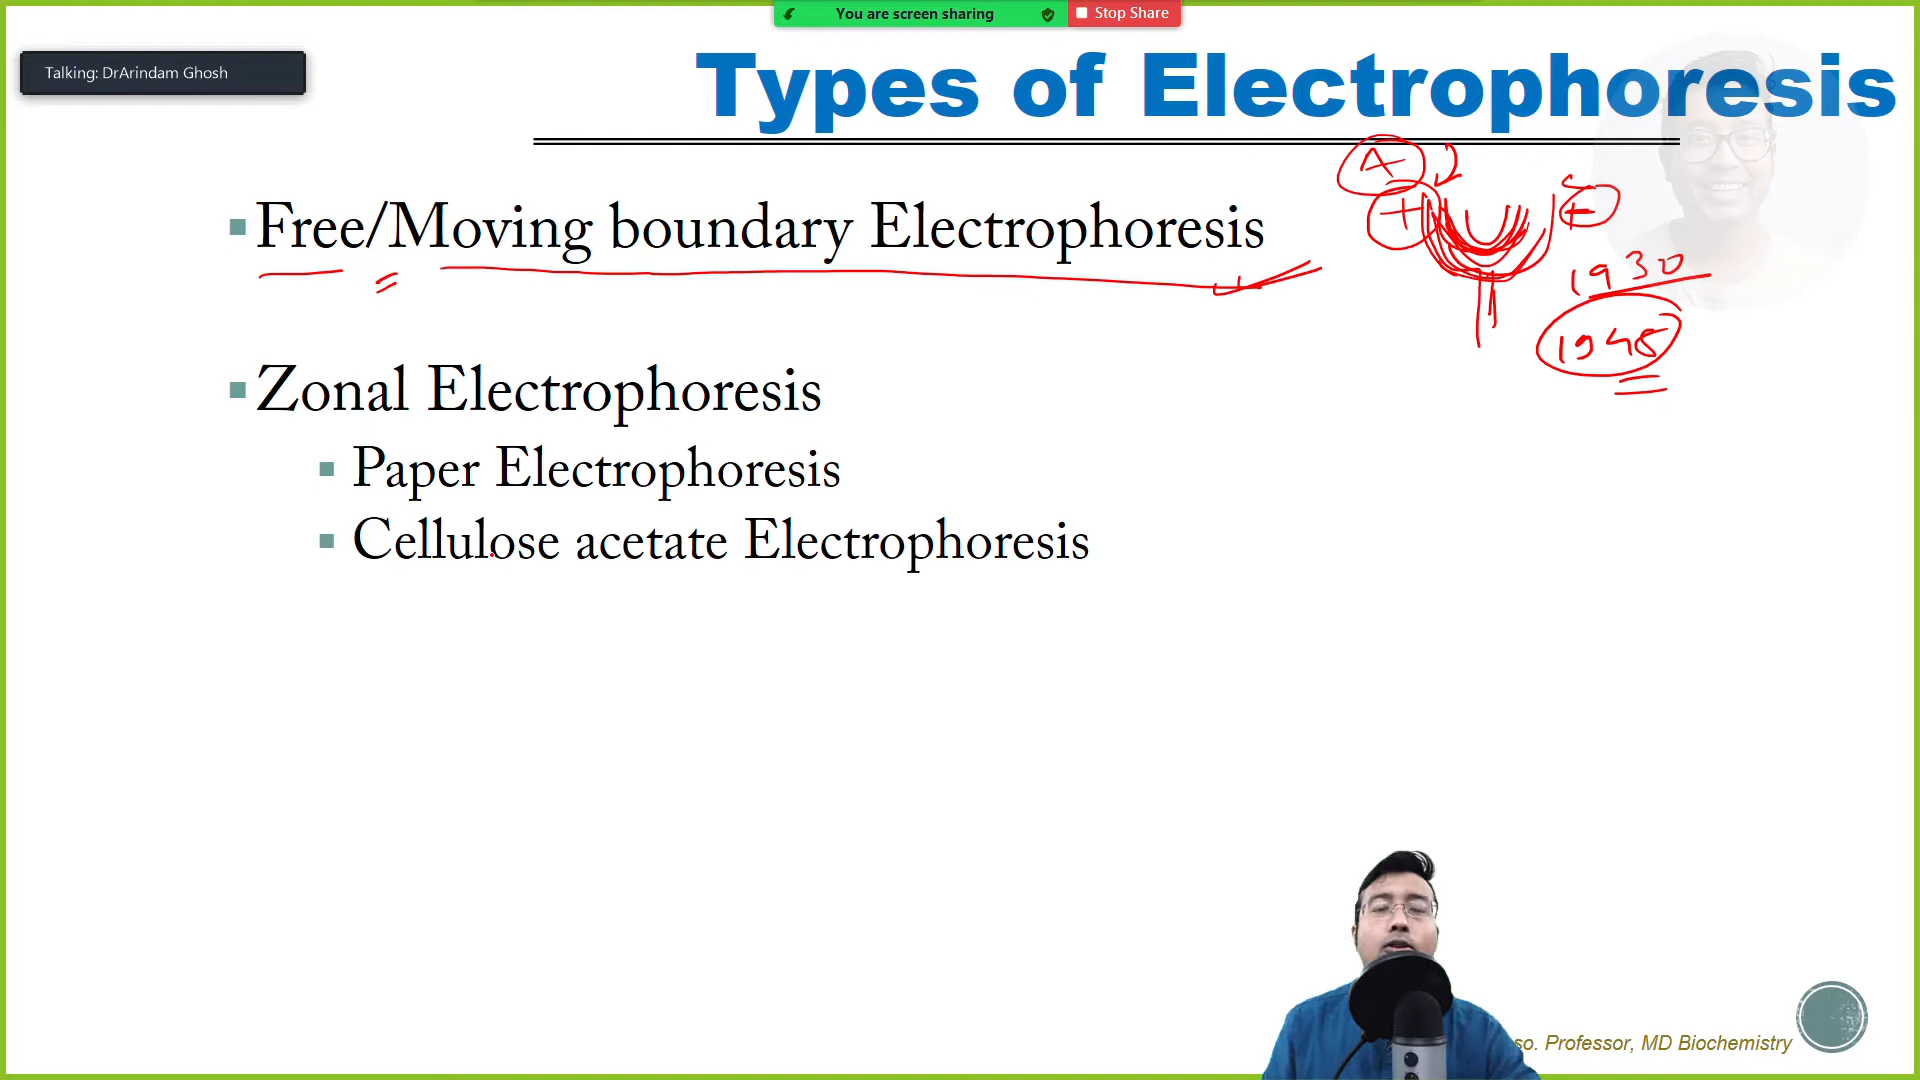 You are screen sharing
Stop Share
Talking: DrArindam Ghosh
Types of Electrophoresis
A
+
Free/Moving boundary Electrophoresis
1930
1948
Zonal Electrophoresis
Paper Electrophoresis
Cellulose acetate Electrophoresis
so. Professor, MD Biochemistry